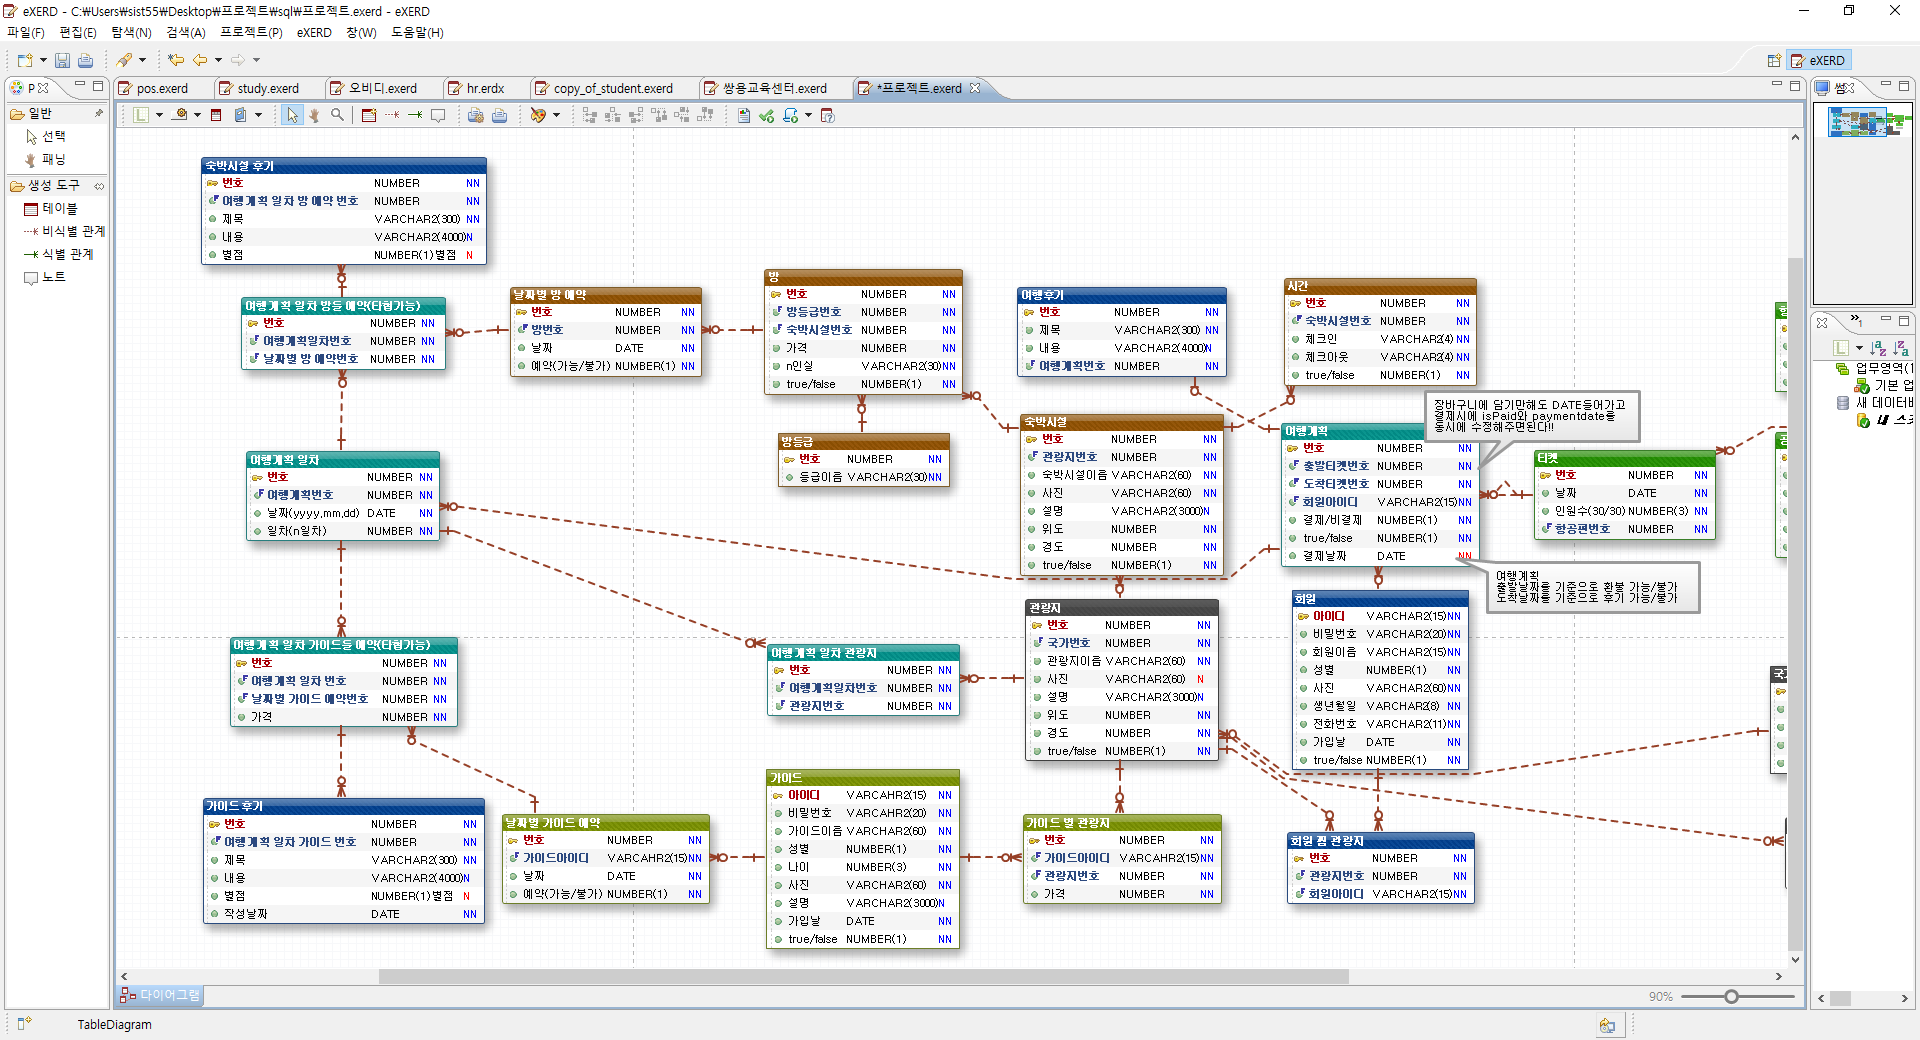 eXERD - C:₩Users₩sist55₩Desktop₩프로젝트₩sql₩프로젝트.exerd - eXERD
파일(F) 편집(E) 탐색(N) 검색(A) 프로젝트(P) eXERD 창(W) 도움말(H)
eXERD
P
pos.exerd study.exerd 오비디.exerd hr.erdx copy_of_student.exerd 쌍용교육센터.exerd *프로젝트.exerd
일반
선택
패닝
생성 도구
테이블
비식별 관계
식별 관계
노트
숙박시설 후기
번호 NUMBER NN
여행계획 일차 방 예약 번호 NUMBER NN
제목 VARCHAR2(300) NN
내용 VARCHAR2(4000)N
별점 NUMBER(1)별점 N
여행계획 일차 방들 예약(타협가능)
번호 NUMBER NN
여행계획일차번호 NUMBER NN
날짜별 방 예약번호 NUMBER NN
날짜별 방 예약
번호 NUMBER NN
방번호 NUMBER NN
날짜 DATE NN
예약(가능/불가) NUMBER(1) NN
방
번호 NUMBER NN
방등급번호 NUMBER NN
숙박시설번호 NUMBER NN
가격 NUMBER NN
n인실 VARCHAR2(30)NN
true/false NUMBER(1) NN
여행후기
번호 NUMBER NN
제목 VARCHAR2(300) NN
내용 VARCHAR2(4000)N
여행계획번호 NUMBER NN
시간
번호 NUMBER NN
숙박시설번호 NUMBER NN
체크인 VARCHAR2(4) NN
체크아웃 VARCHAR2(4) NN
true/false NUMBER(1) NN
장바구니에 담기만해도 DATE들어가고
결제시에 isPaid와 paymentdate를
동시에 수정해주면된다!!
방등급
번호 NUMBER NN
등급이름 VARCHAR2(30)NN
숙박시설
번호 NUMBER NN
관광지번호 NUMBER NN
숙박시설이름 VARCHAR2(60) NN
사진 VARCHAR2(60) NN
설명 VARCHAR2(3000)N
위도 NUMBER NN
경도 NUMBER NN
true/false NUMBER(1) NN
여행계획
번호 NUMBER NN
출발티켓번호 NUMBER NN
도착티켓번호 NUMBER NN
회원아이디 VARCHAR2(15)NN
결제/비결제 NUMBER(1) NN
true/false NUMBER(1) NN
결제날짜 DATE NN
티켓
번호 NUMBER NN
날짜 DATE NN
인원수(30/30) NUMBER(3) NN
항공편번호 NUMBER NN
여행계획
출발날짜을 기준으로 환불 가능/불가
도착날짜를 기준으로 후기 가능/불가
여행계획 일차
번호 NUMBER NN
여행계획번호 NUMBER NN
날짜(yyyy,mm,dd) DATE NN
일차(n일차) NUMBER NN
여행계획 일차 가이드들 예약(타협가능)
번호 NUMBER NN
여행계획 일차 번호 NUMBER NN
날짜별 가이드 예약번호 NUMBER NN
가격 NUMBER NN
여행계획 일차 관광지
번호 NUMBER NN
여행계획일차번호 NUMBER NN
관광지번호 NUMBER NN
관광지
번호 NUMBER NN
국가번호 NUMBER NN
관광지이름 VARCHAR2(60) NN
사진 VARCHAR2(60) N
설명 VARCHAR2(3000)NN
위도 NUMBER NN
경도 NUMBER NN
true/false NUMBER(1) NN
회원
아이디 VARCHAR2(15)NN
비밀번호 VARCHAR2(20)NN
회원이름 VARCHAR2(15)NN
성별 NUMBER(1) NN
사진 VARCHAR2(60)NN
생년월일 VARCHAR2(8) NN
전화번호 VARCHAR2(11)NN
가입날 DATE NN
true/false NUMBER(1) NN
가이드 후기
번호 NUMBER NN
여행계획 일차 가이드 번호 NUMBER NN
제목 VARCHAR2(300) NN
내용 VARCHAR2(4000)N
별점 NUMBER(1)별점 N
작성날짜 DATE NN
날짜별 가이드 예약
번호 NUMBER NN
가이드아이디 VARCAHR2(15)NN
날짜 DATE NN
예약(가능/불가) NUMBER(1) NN
가이드
아이디 VARCAHR2(15) NN
비밀번호 VARCAHR2(20) NN
가이드이름 VARCAHR2(60) NN
성별 NUMBER(1) NN
나이 NUMBER(3) NN
사진 VARCAHR2(60) NN
설명 VARCHAR2(3000)N
가입날 DATE NN
true/false NUMBER(1) NN
가이드 별 관광지
번호 NUMBER NN
가이드아이디 VARCAHR2(15)NN
관광지번호 NUMBER NN
가격 NUMBER NN
회원 찜 관광지
번호 NUMBER NN
관광지번호 NUMBER NN
회원아이디 VARCHAR2(15)NN
업무영역(1
기본 업
새 데이터베
다이어그램
90%
TableDiagram